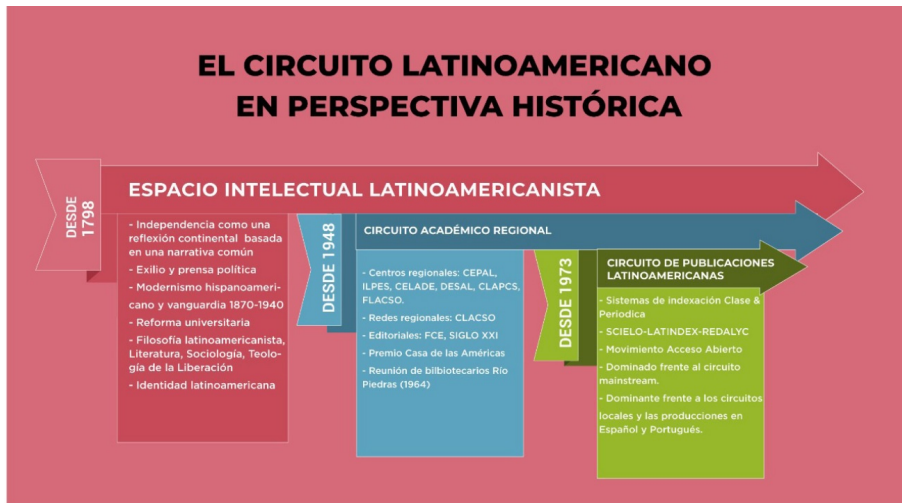 EL CIRCUITO LATINOAMERICANO
EN PERSPECTIVA HISTÓRICA
DESDE
1798
ESPACIO INTELECTUAL LATINOAMERICANISTA
- Independencia como una
reflexión continental basada
en una narrativa común
- Exilio y prensa política
- Modernismo hispanoameri-
cano y vanguardia 1870-1940
- Reforma universitaria
- Filosofía latinoamericanista,
Literatura, Sociología, Teolo-
gía de la Liberación
- Identidad latinoamericana
DESDE 1948
CIRCUITO ACADÉMICO REGIONAL
- Centros regionales: CEPAL,
ILPES, CELADE, DESAL, CLAPCS,
FLACSO.
- Redes regionales: CLACSO
- Editoriales: FCE, SIGLO XXI
- Premio Casa de las Américas
- Reunión de bilbiotecarios Río
Piedras (1964)
DESDE 1973
CIRCUITO DE PUBLICACIONES
LATINOAMERICANAS
- Sistemas de indexación Clase &
Periodica
- SCIELO-LATINDEX-REDALYC
- Movimiento Acceso Abierto
- Dominado frente al circuito
mainstream.
- Dominante frente a los circuitos
locales y las producciones en
Español y Portugués.